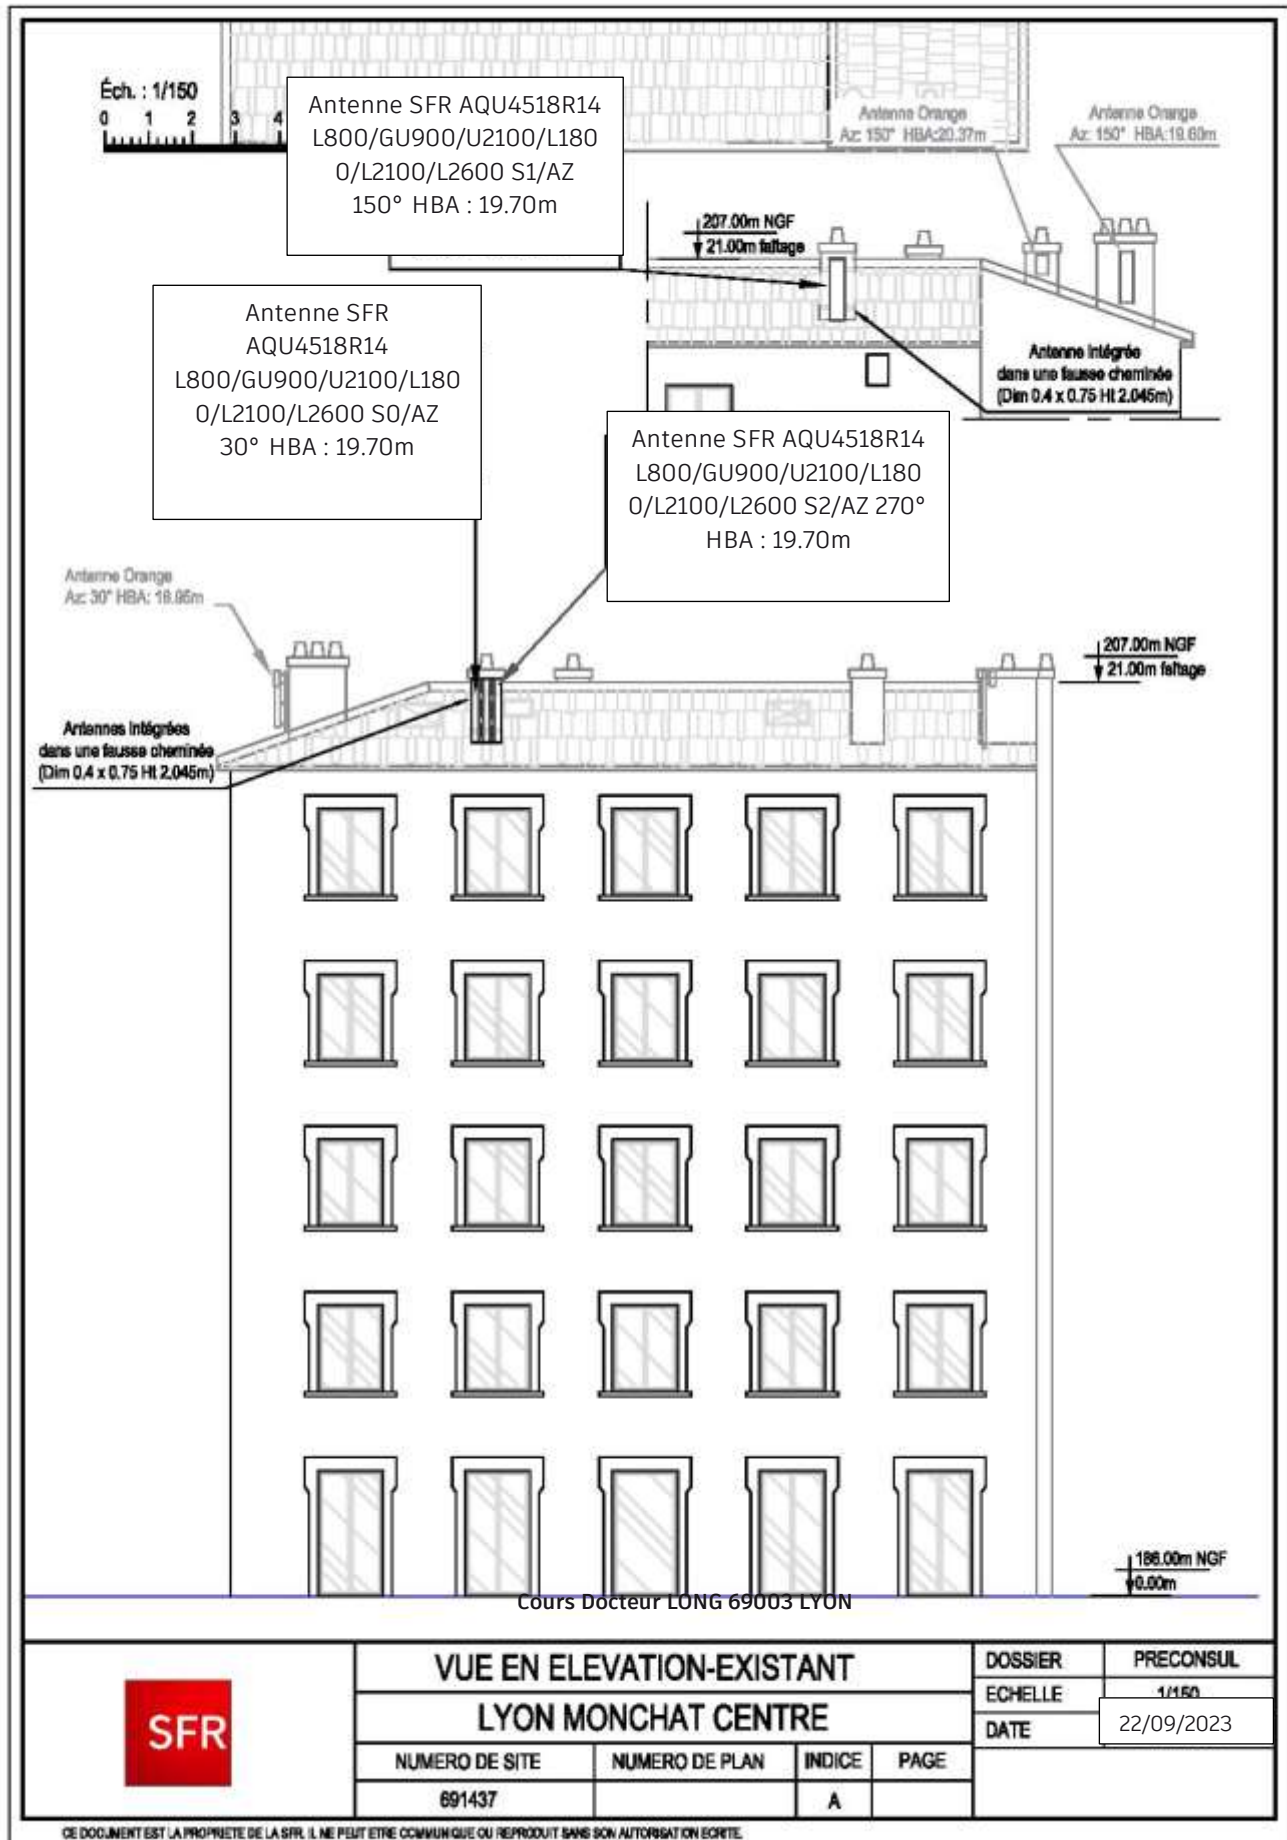 Éch. : 1/150
0 1 2 3 4
Antenne SFR AQU4518R14
L800/GU900/U2100/L180
0/L2100/L2600 S1/AZ
150° HBA : 19.70m
Antenne Orange
Az: 150° HBA:20.37m
Antenne Orange
Az: 150° HBA:19.60m
207.00m NGF
21.00m faîtage
Antenne intégrée
dans une fausse cheminée
(Dim 0.4 x 0.75 Ht 2.045m)
Antenne SFR
AQU4518R14
L800/GU900/U2100/L180
0/L2100/L2600 S0/AZ
30° HBA : 19.70m
Antenne SFR AQU4518R14
L800/GU900/U2100/L180
0/L2100/L2600 S2/AZ 270°
HBA : 19.70m
Antenne Orange
Az: 30° HBA:
207.00m NGF
21.00m faîtage
Antennes intégrées
dans une fausse cheminée
(Dim 0.4 x 0.75 Ht 2.045m)
186.00m NGF
0.00m
Cours Docteur LONG 69003 LYON
SFR
VUE EN ELEVATION-EXISTANT
LYON MONCHAT CENTRE
NUMERO DE SITE NUMERO DE PLAN INDICE PAGE
691437 A
DOSSIER PRECONSUL
ECHELLE 1/150
DATE 22/09/2023
CE DOCUMENT EST LA PROPRIETE DE LA SFR. IL NE PEUT ETRE COMMUNIQUE OU REPRODUIT SANS SON AUTORISATION ECRITE.